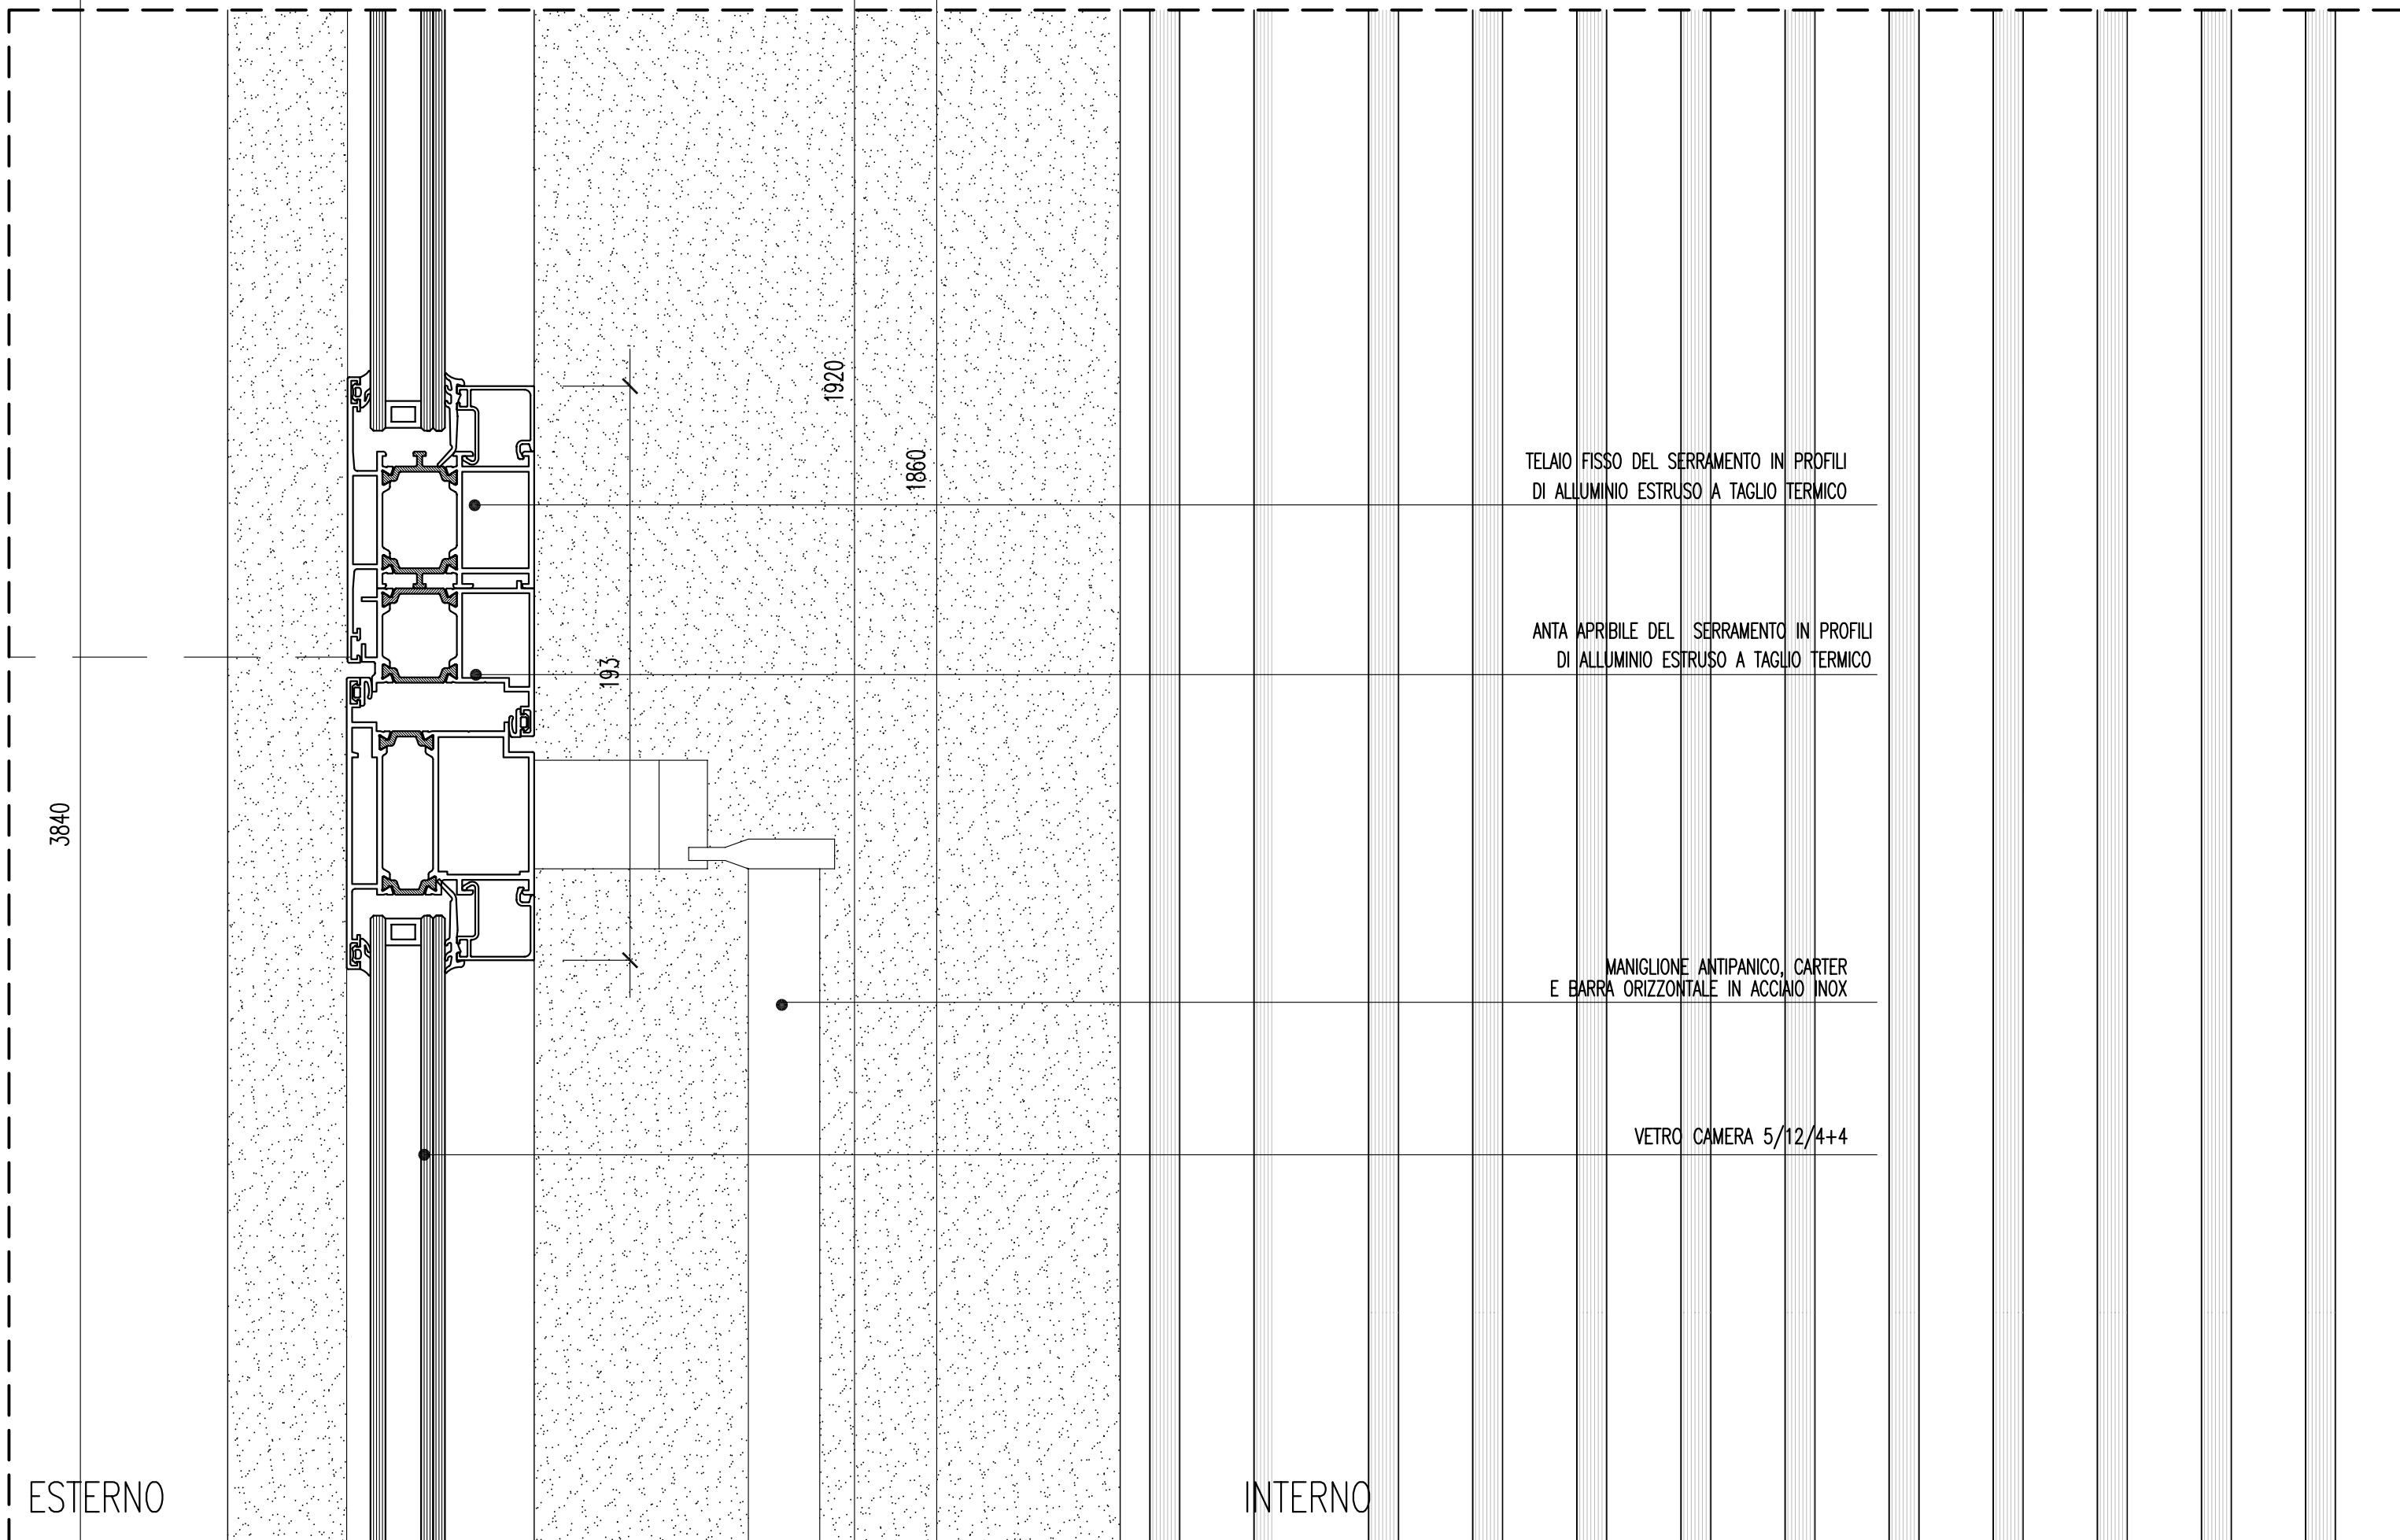 1920
1860
TELAIO FISSO DEL SERRAMENTO IN PROFILI
DI ALLUMINIO ESTRUSO A TAGLIO TERMICO
ANTA APRIBILE DEL SERRAMENTO IN PROFILI
DI ALLUMINIO ESTRUSO A TAGLIO TERMICO
193
3840
MANIGLIONE ANTIPANICO, CARTER
E BARRA ORIZZONTALE IN ACCIAIO INOX
VETRO CAMERA 5/12/4+4
ESTERNO
INTERNO